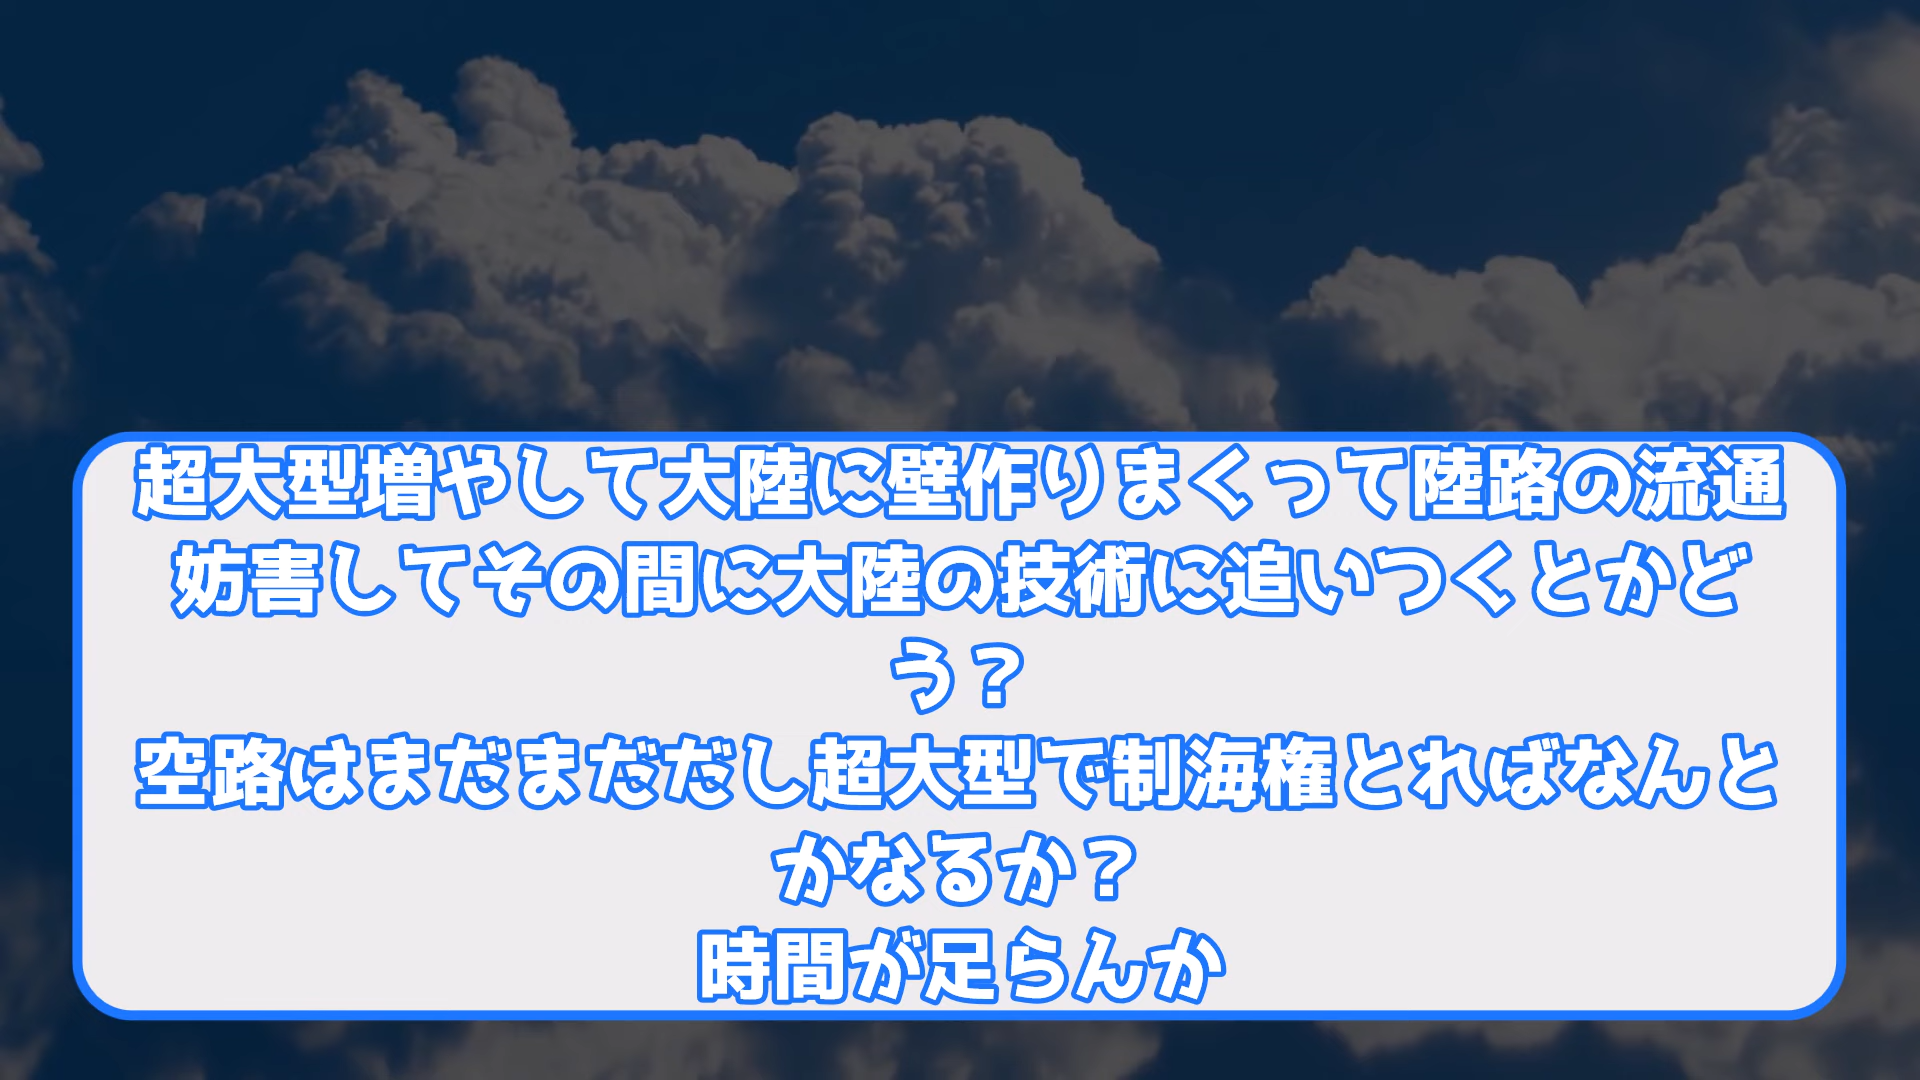 超大型増やして大陸に壁作りまくって陸路の流通
妨害してその間に大陸の技術に追いつくとかど
う？
空路はまだまだだし超大型で制海権とればなんと
かなるか？
時間が足らんか